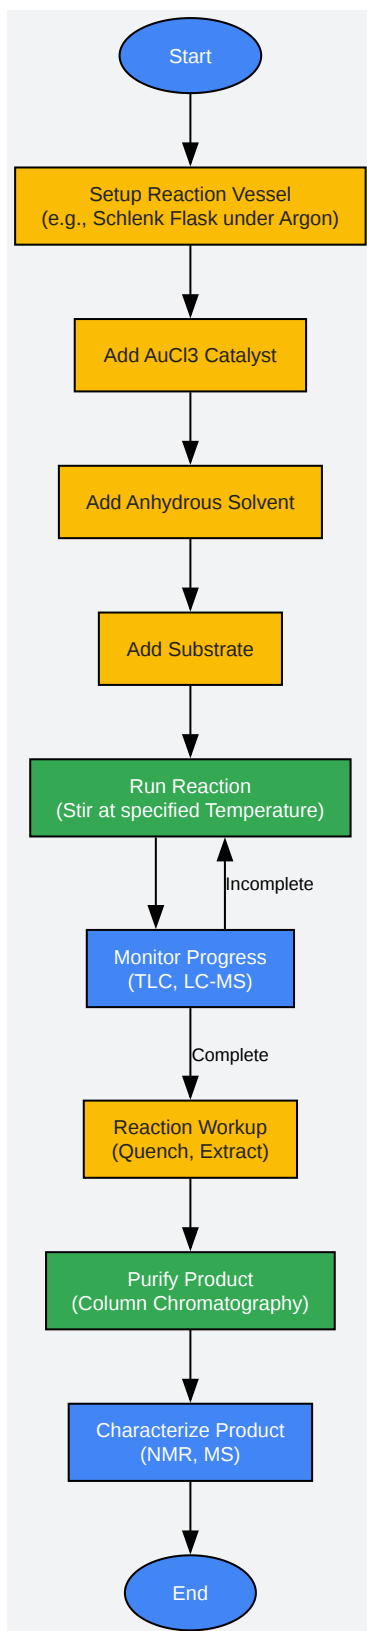 Start
Setup Reaction Vessel
(e.g., Schlenk Flask under Argon)
Add AuCl3 Catalyst
Add Anhydrous Solvent
Add Substrate
Run Reaction
(Stir at specified Temperature)
Incomplete
Monitor Progress
(TLC, LC-MS)
Complete
Reaction Workup
(Quench, Extract)
Purify Product
(Column Chromatography)
Characterize Product
(NMR, MS)
End